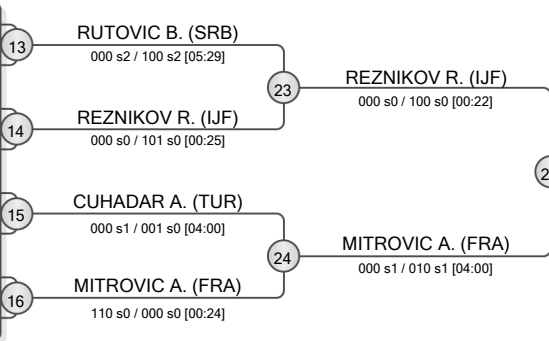 13
RUTOVIC B. (SRB)
000 s2 / 100 s2 [05:29]
23
REZNIKOV R. (IJF)
000 s0 / 100 s0 [00:22]
14
REZNIKOV R. (IJF)
000 s0 / 101 s0 [00:25]
15
CUHADAR A. (TUR)
000 s1 / 001 s0 [04:00]
24
MITROVIC A. (FRA)
000 s1 / 010 s1 [04:00]
16
MITROVIC A. (FRA)
110 s0 / 000 s0 [00:24]